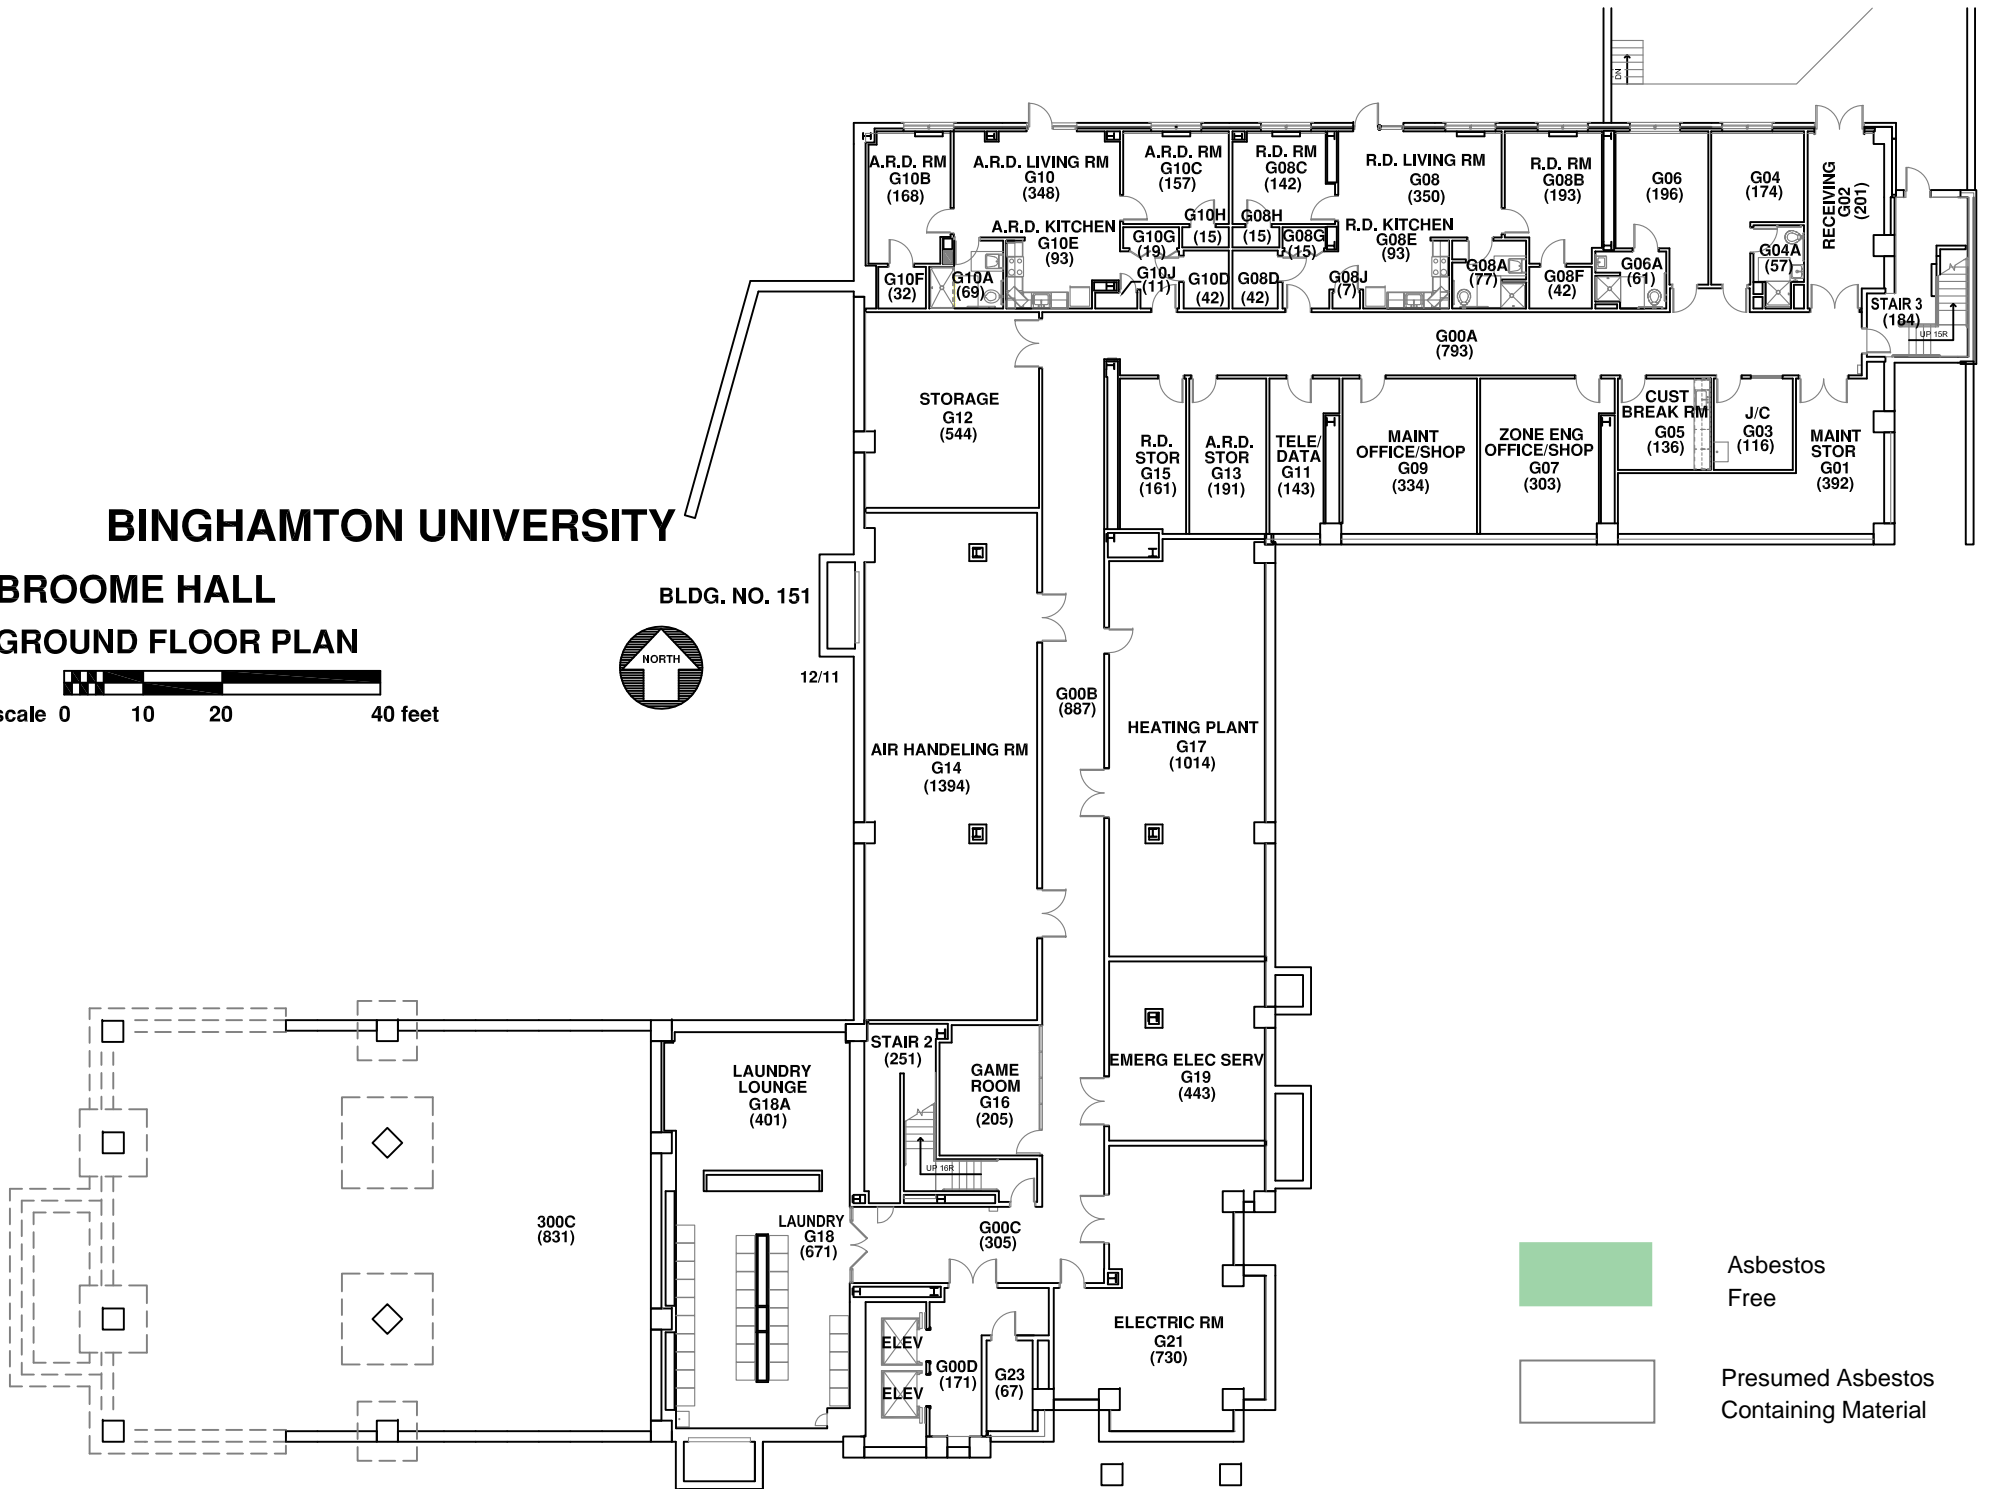 DN
A.R.D. RM
G10B
(168)
A.R.D. LIVING RM
G10
(348)
A.R.D. RM
G10C
(157)
R.D. RM
G08C
(142)
R.D. LIVING RM
G08
(350)
R.D. RM
G08B
(193)
G06
(196)
G04
(174)
RECEIVING
G02
(201)
A.R.D. KITCHEN
G10E
(93)
G10H
(15)
G08H
(15)
G10G
(19)
G08G
(15)
R.D. KITCHEN
G08E
(93)
G10F
(32)
G10A
(69)
G10J
(11)
G10D
(42)
G08D
(42)
G08J
(7)
G08A
(77)
G08F
(42)
G06A
(61)
G04A
(57)
STAIR 3
(184)
UP 15R
G00A
(793)
STORAGE
G12
(544)
R.D.
STOR
G15
(161)
A.R.D.
STOR
G13
(191)
TELE/
DATA
G11
(143)
MAINT
OFFICE/SHOP
G09
(334)
ZONE ENG
OFFICE/SHOP
G07
(303)
CUST
BREAK RM
G05
(136)
J/C
G03
(116)
MAINT
STOR
G01
(392)
BINGHAMTON UNIVERSITY
BROOME HALL
GROUND FLOOR PLAN
scale 0 10 20 40 feet
BLDG. NO. 151
NORTH
12/11
G00B
(887)
AIR HANDELING RM
G14
(1394)
HEATING PLANT
G17
(1014)
STAIR 2
(251)
UP 16R
GAME
ROOM
G16
(205)
EMERG ELEC SERV
G19
(443)
LAUNDRY
LOUNGE
G18A
(401)
300C
(831)
LAUNDRY
G18
(671)
G00C
(305)
ELEV
ELEV
G00D
(171)
G23
(67)
ELECTRIC RM
G21
(730)
Asbestos
Free
Presumed Asbestos
Containing Material